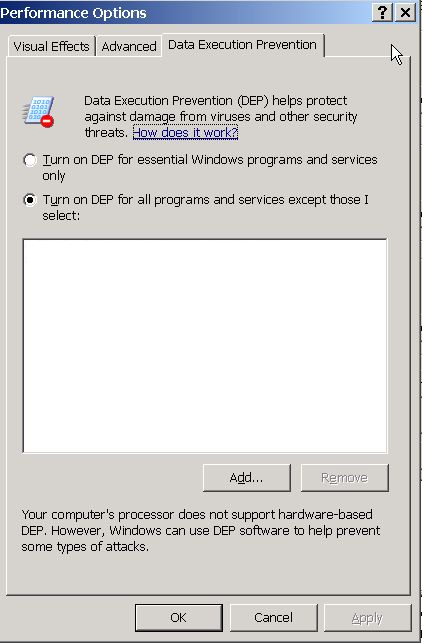 Performance Options
Visual Effects
Advanced
Data Execution Prevention
Data Execution Prevention (DEP) helps protect
against damage from viruses and other security
threats. How does it work?
Turn on DEP for essential Windows programs and services
only
Turn on DEP for all programs and services except those I
select:
Add...
Remove
Your computer's processor does not support hardware-based
DEP. However, Windows can use DEP software to help prevent
some types of attacks.
OK
Cancel
Apply